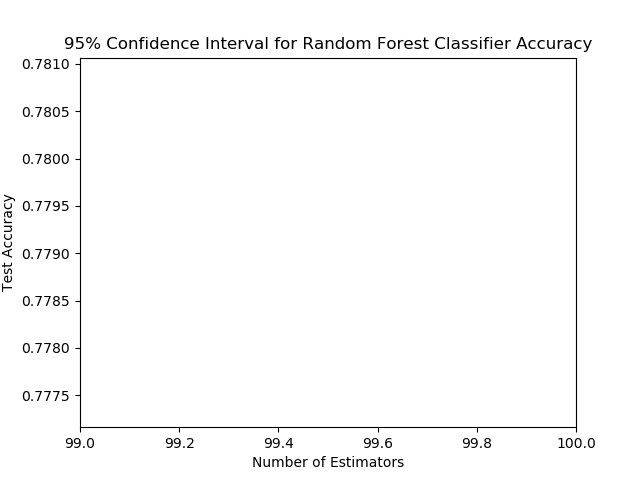 95% Confidence Interval for Random Forest Classifier Accuracy
0.7810
0.7805
0.7800
0.7795
0.7790
0.7785
0.7780
0.7775
Test Accuracy
99.0 99.2 99.4 99.6 99.8 100.0
Number of Estimators